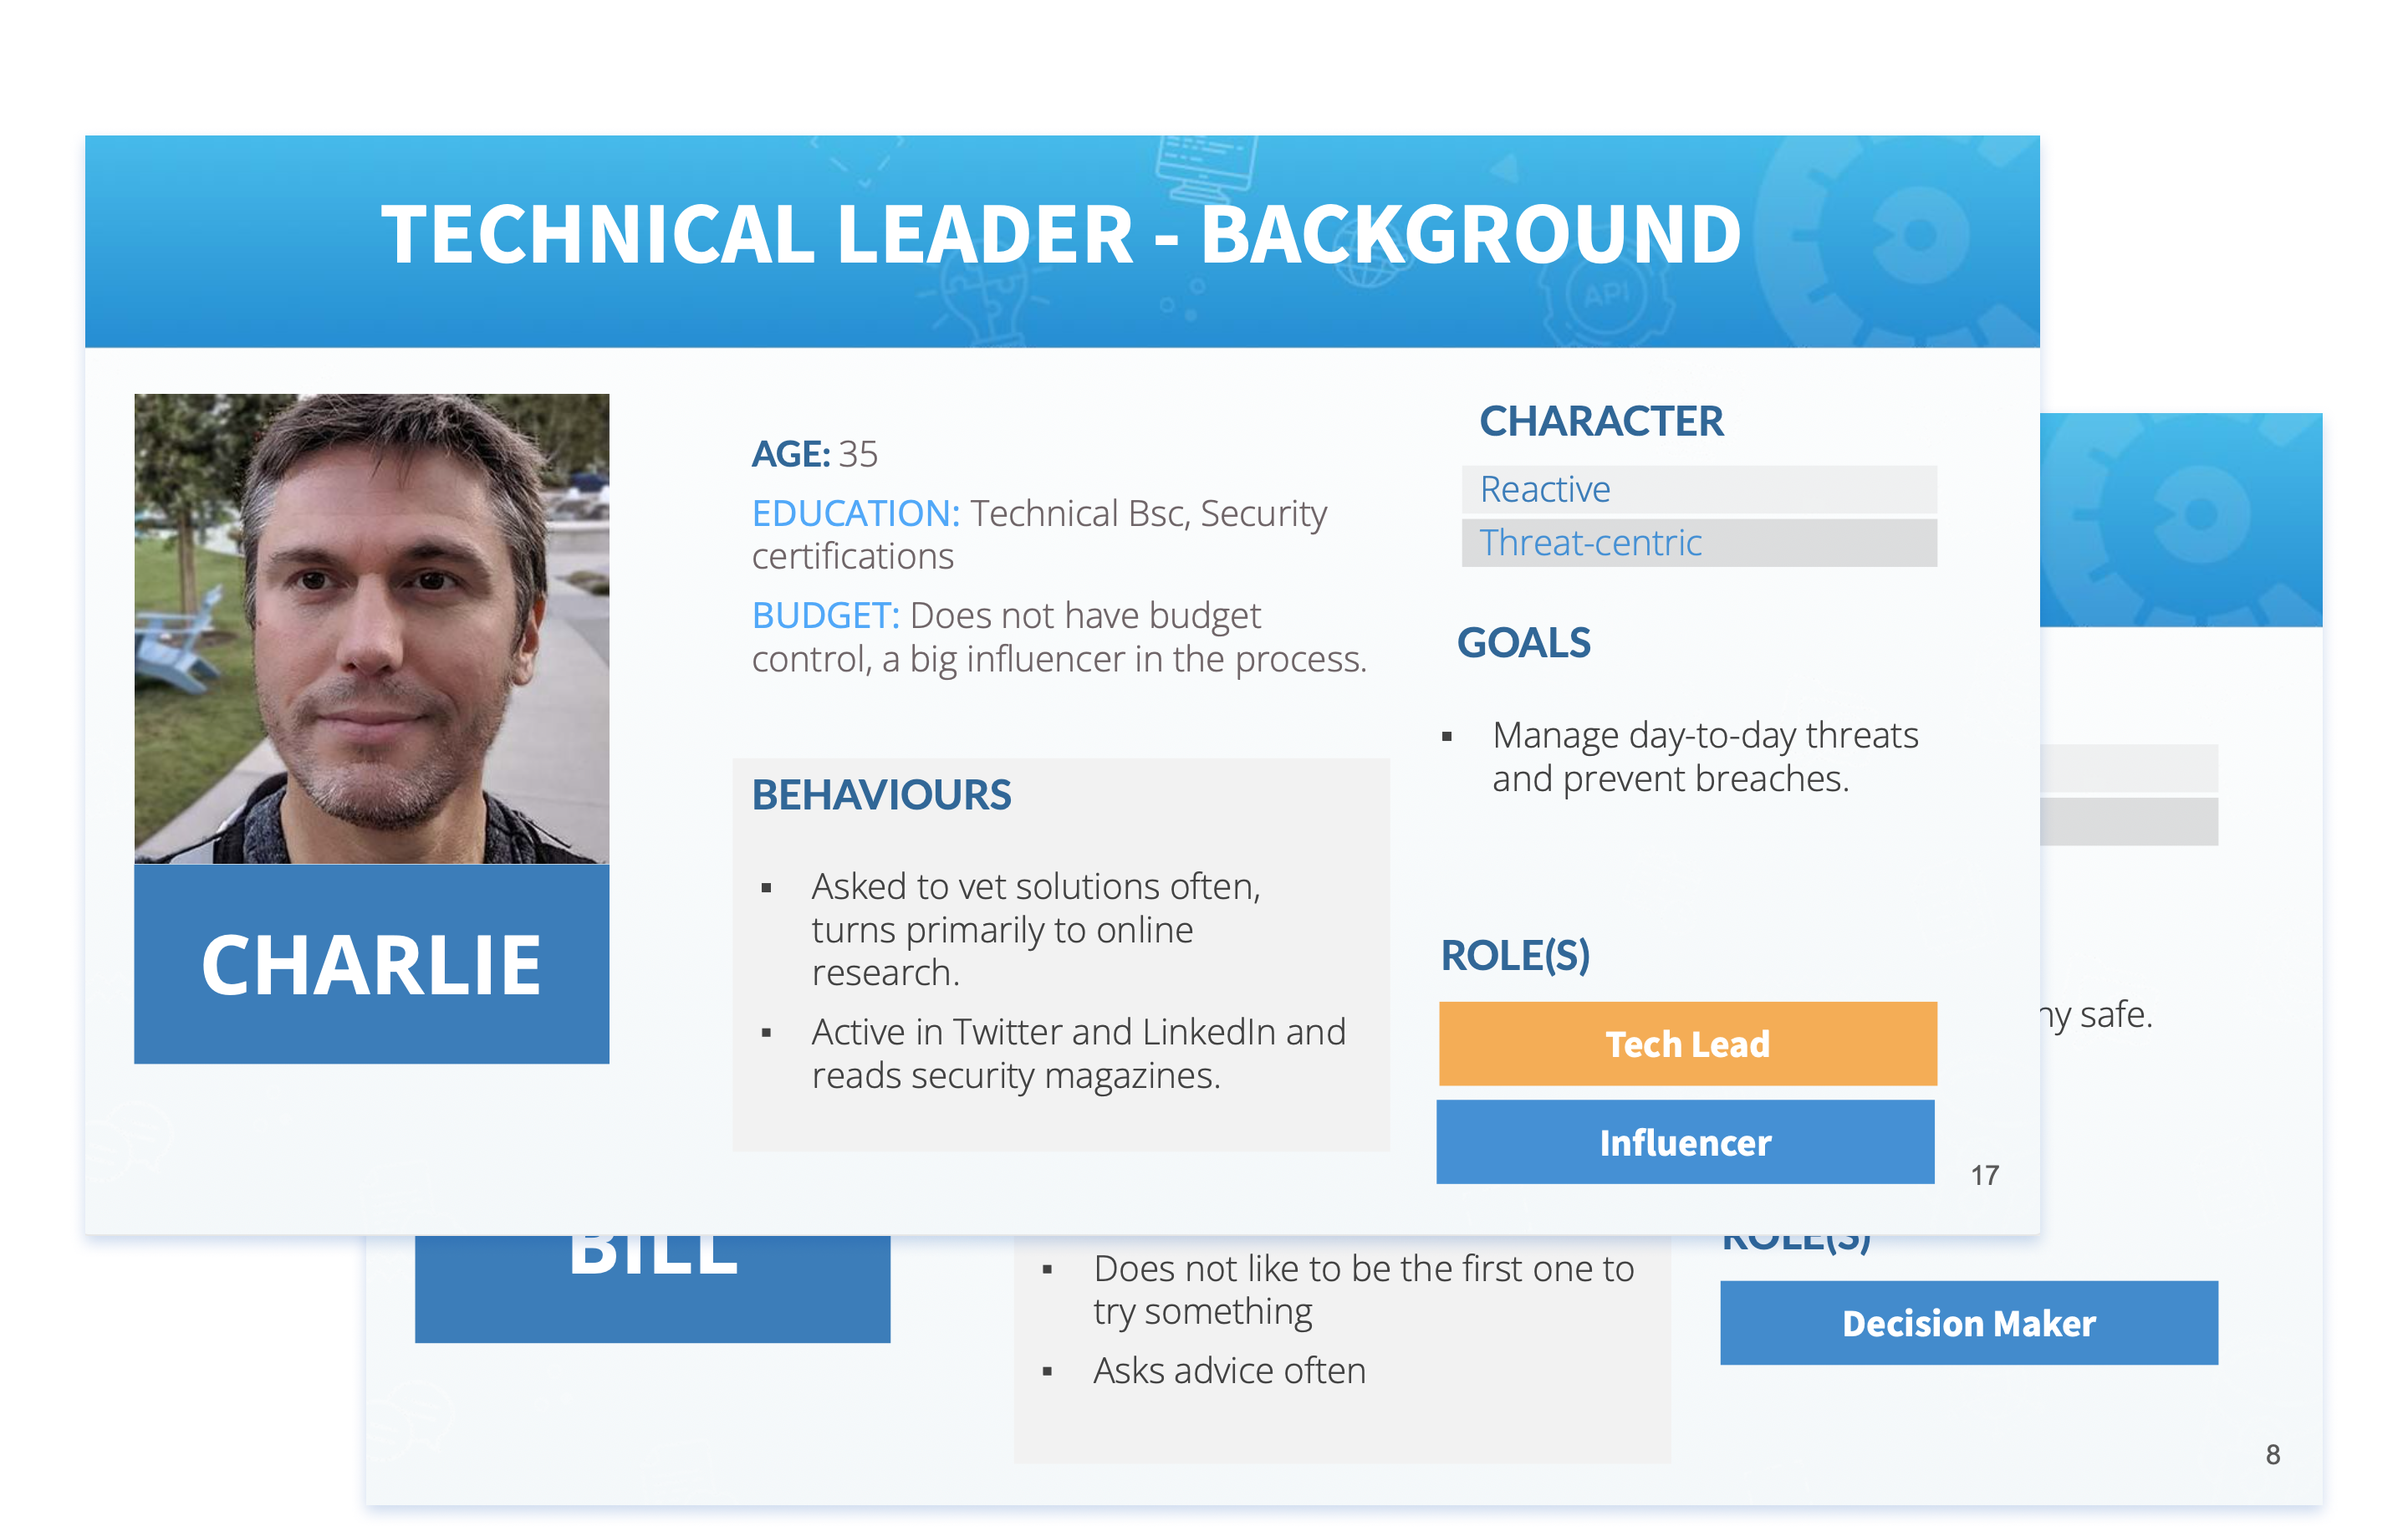 TECHNICAL LEADER - BACKGROUND
API
CHARLIE
AGE: 35
EDUCATION: Technical Bsc, Security
certifications
BUDGET: Does not have budget
control, a big influencer in the process.
BEHAVIOURS
▪ Asked to vet solutions often,
turns primarily to online
research.
▪ Active in Twitter and LinkedIn and
reads security magazines.
CHARACTER
Reactive
Threat-centric
GOALS
▪ Manage day-to-day threats
and prevent breaches.
ROLE(S)
Tech Lead
Influencer
17
safe.
BILL
▪ Does not like to be the first one to
try something
▪ Asks advice often
ROLE(S)
Decision Maker
8